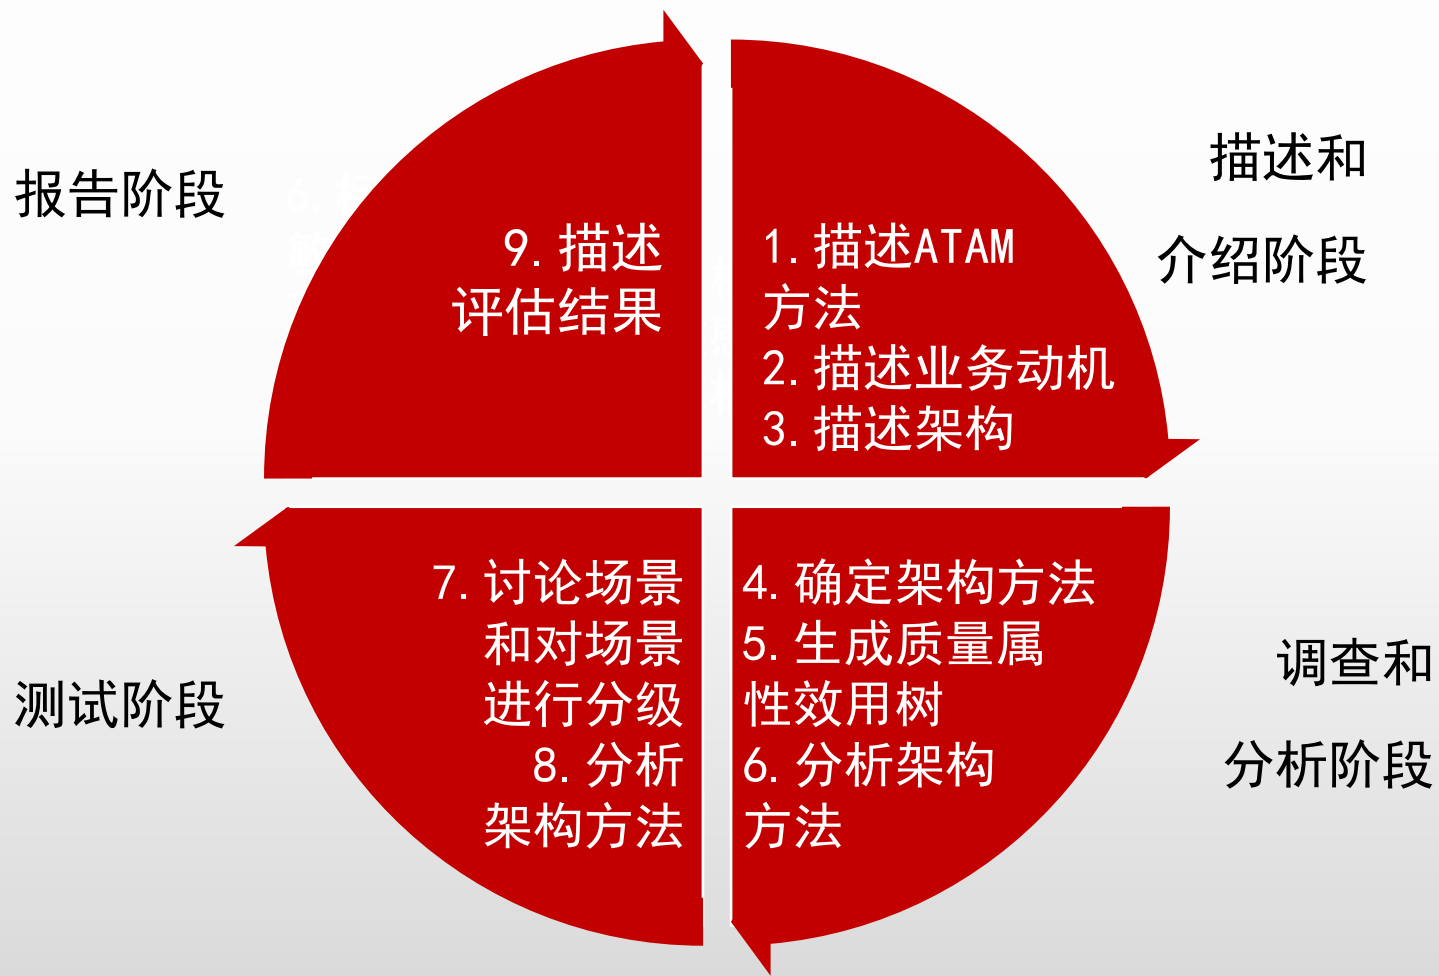 报告阶段
9. 描述
评估结果
描述和
介绍阶段
1. 描述ATAM
方法
2. 描述业务动机
3. 描述架构
测试阶段
7. 讨论场景
和对场景
进行分级
8. 分析
架构方法
4. 确定架构方法
5. 生成质量属
性效用树
6. 分析架构
方法
调查和
分析阶段